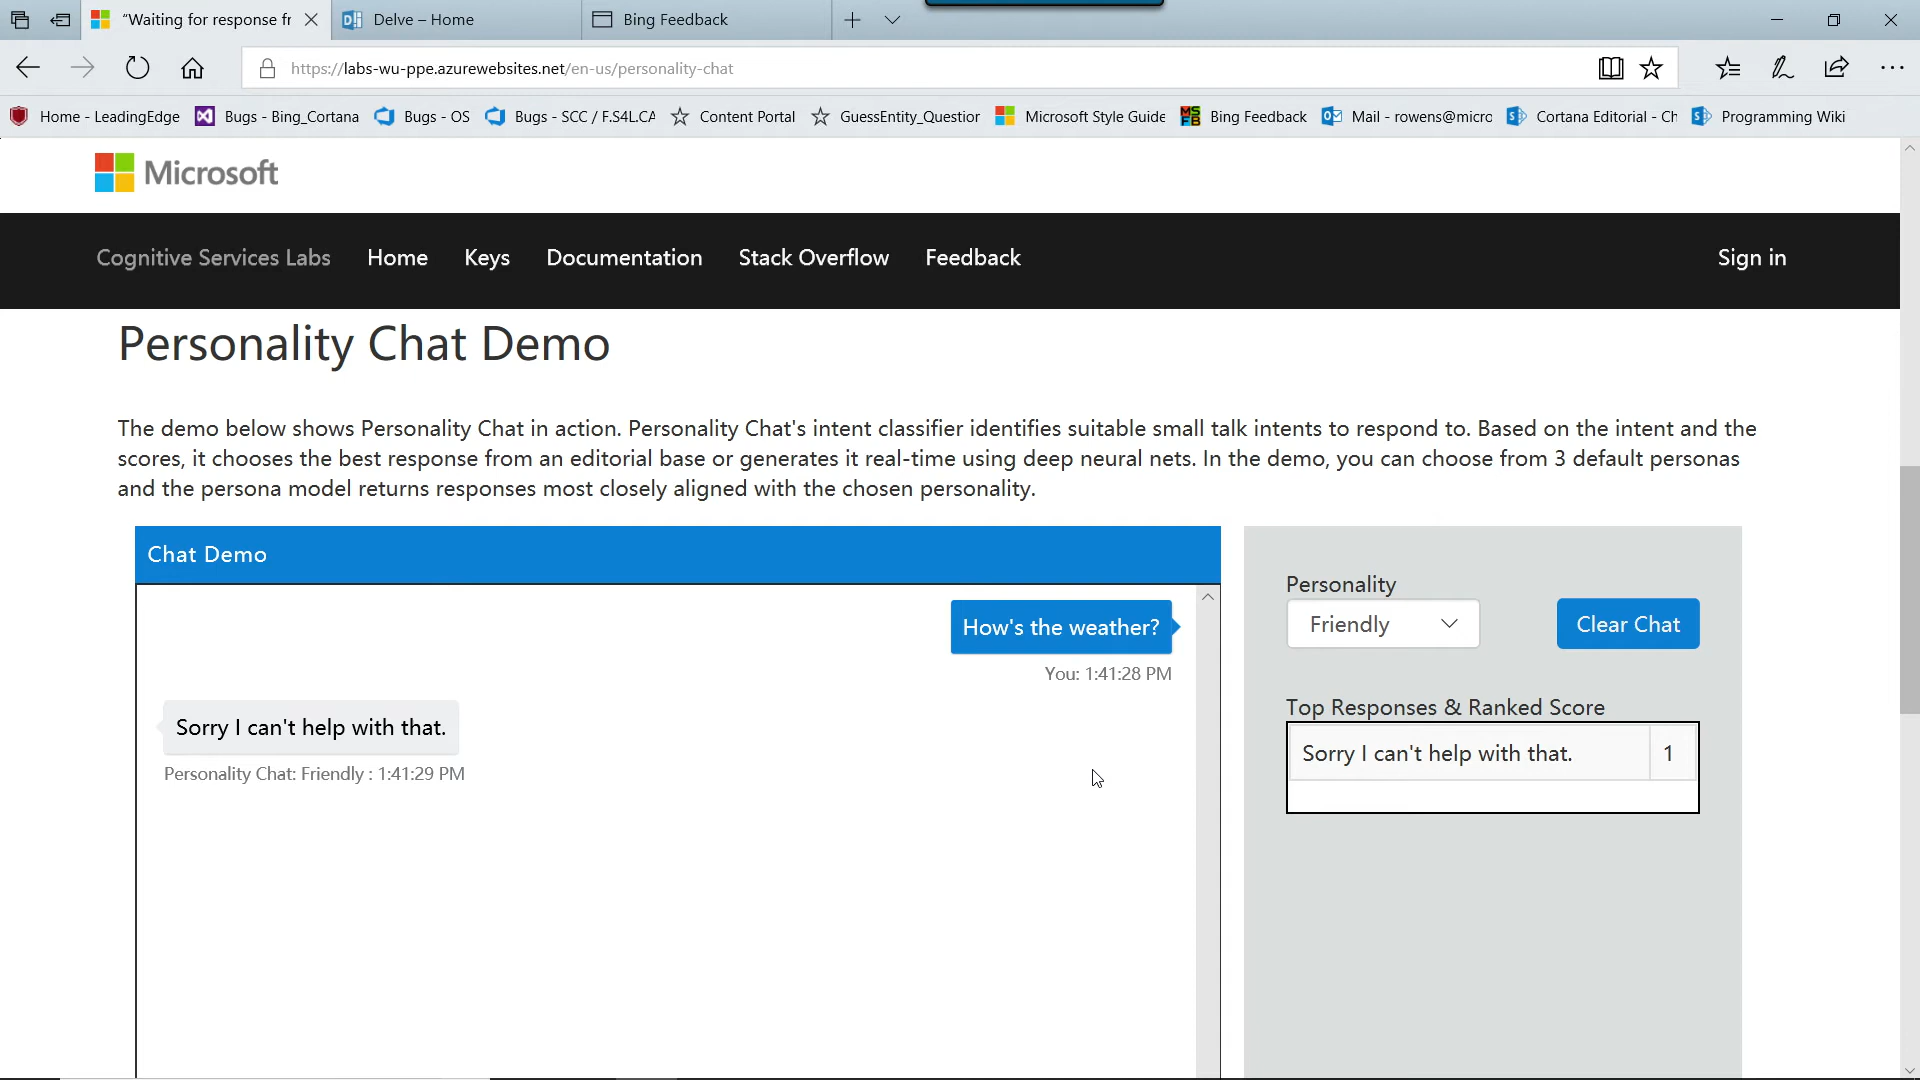 “Waiting for response fr
Delve – Home
Bing Feedback
https://labs-wu-ppe.azurewebsites.net/en-us/personality-chat
Home - LeadingEdge
Bugs - Bing_Cortana
Bugs - OS
Bugs - SCC / F.S4L.CA
Content Portal
GuessEntity_Question
Microsoft Style Guide
Bing Feedback
Mail - rowens@micro
Cortana Editorial - Ch
Programming Wiki
Microsoft
Cognitive Services Labs
Home
Keys
Documentation
Stack Overflow
Feedback
Sign in
Personality Chat Demo
The demo below shows Personality Chat in action. Personality Chat's intent classifier identifies suitable small talk intents to respond to. Based on the intent and the
scores, it chooses the best response from an editorial base or generates it real-time using deep neural nets. In the demo, you can choose from 3 default personas
and the persona model returns responses most closely aligned with the chosen personality.
Chat Demo
How's the weather?
You: 1:41:28 PM
Sorry I can't help with that.
Personality Chat: Friendly : 1:41:29 PM
Personality
Friendly
Clear Chat
Top Responses & Ranked Score
Sorry I can't help with that. 1